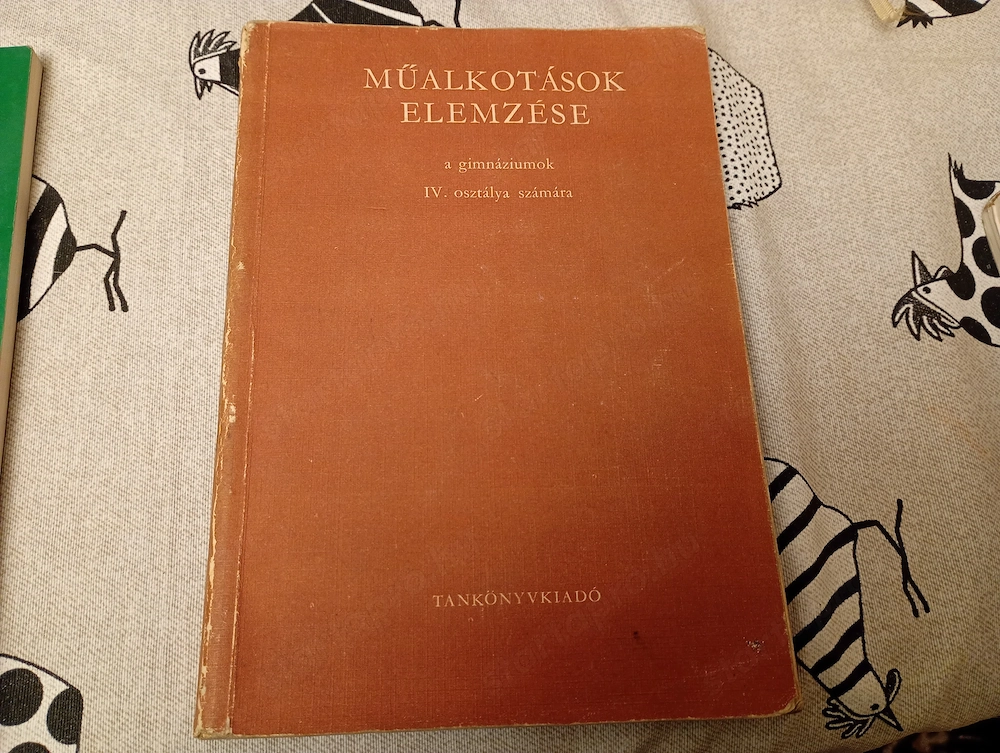 MŰALKOTÁSOK
ELEMZÉSE
a gimnáziumok
IV. osztálya számára
TANKÖNYVKIADÓ